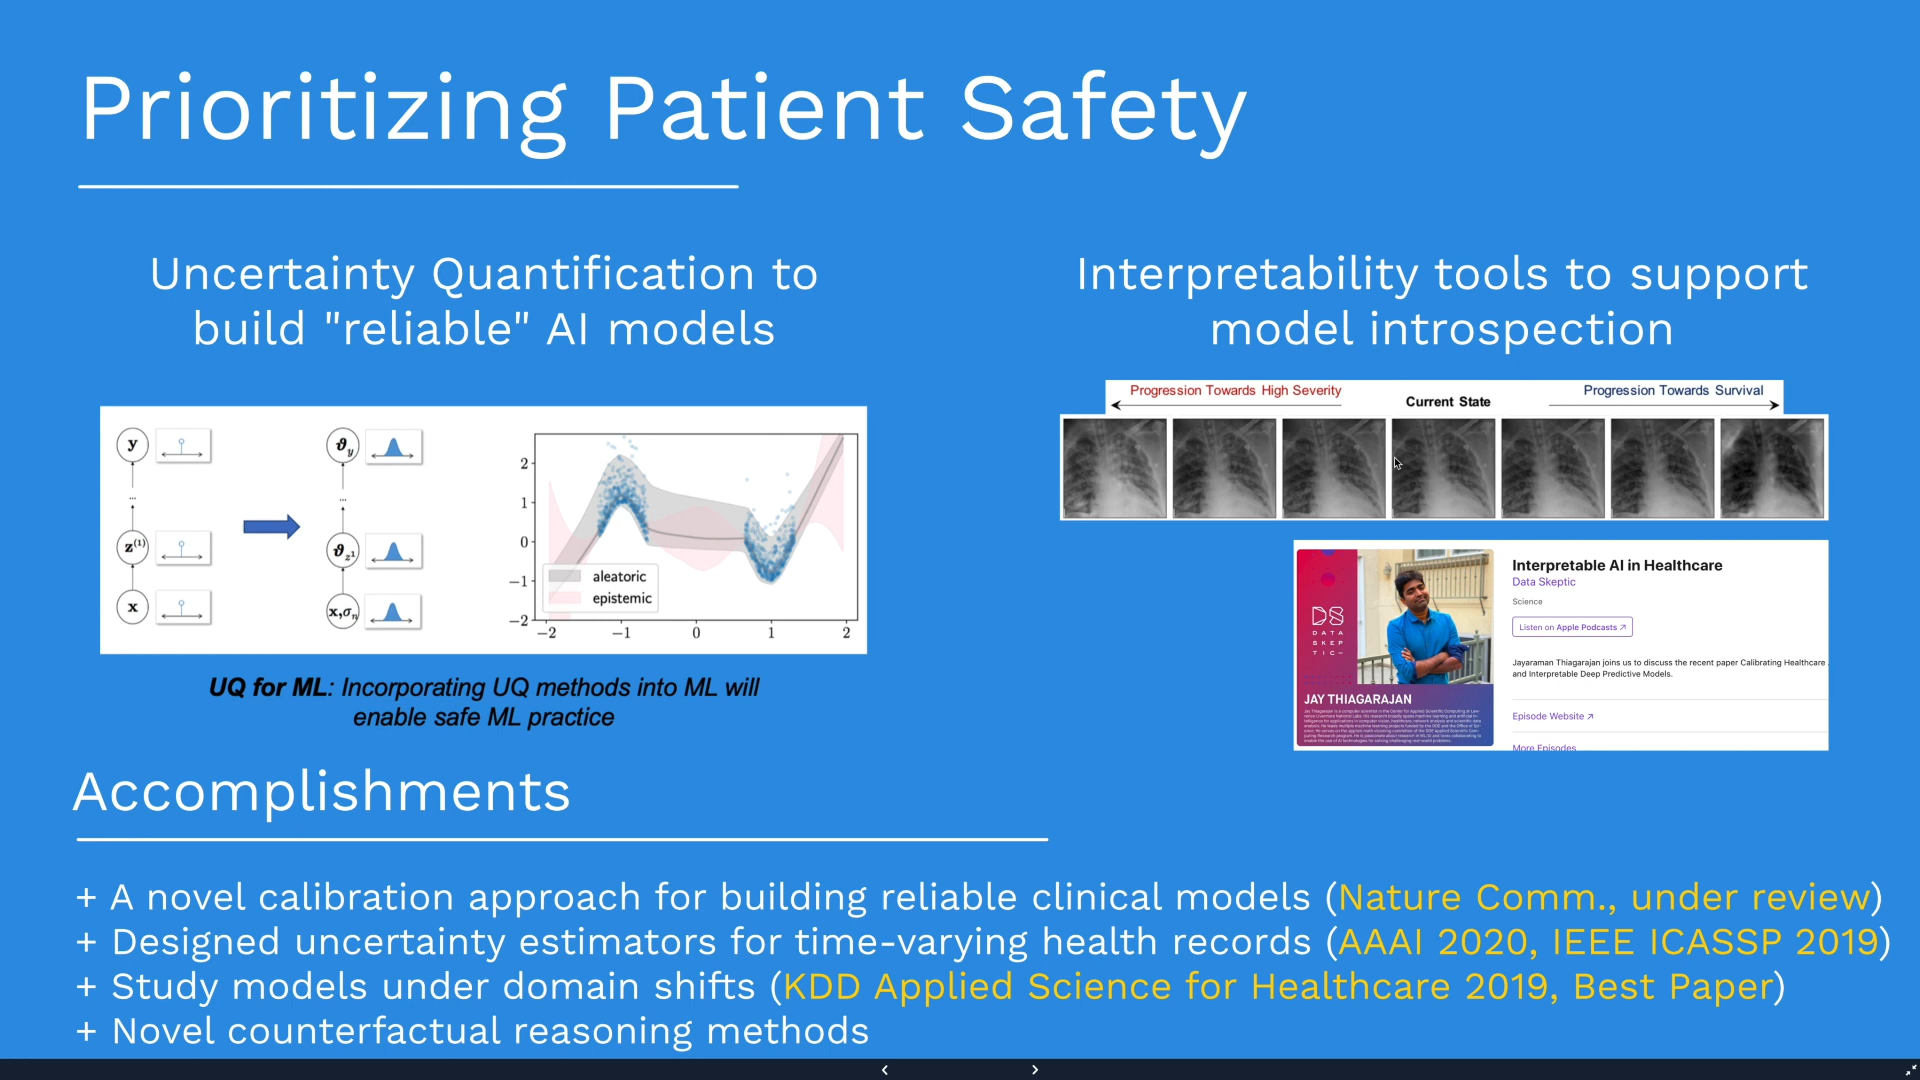 Prioritizing Patient Safety
Uncertainty Quantification to
build "reliable" AI models
y
ϑy
...
...
z(1)
ϑz1
x
x,σn
2
1
0
−1
−2
aleatoric
epistemic
−2
−1
0
1
2
UQ for ML: Incorporating UQ methods into ML will
enable safe ML practice
Interpretability tools to support
model introspection
Progression Towards High Severity
Current State
Progression Towards Survival
DS
DATA
SKEP
TIC–
JAY THIAGARAJAN
Interpretable AI in Healthcare
Data Skeptic
Science
Listen on Apple Podcasts ↗
Jayaraman Thiagarajan joins us to discuss the recent paper Calibrating Healthcare
and Interpretable Deep Predictive Models.
Episode Website ↗
More Episodes
Accomplishments
+ A novel calibration approach for building reliable clinical models (Nature Comm., under review)
+ Designed uncertainty estimators for time-varying health records (AAAI 2020, IEEE ICASSP 2019)
+ Study models under domain shifts (KDD Applied Science for Healthcare 2019, Best Paper)
+ Novel counterfactual reasoning methods